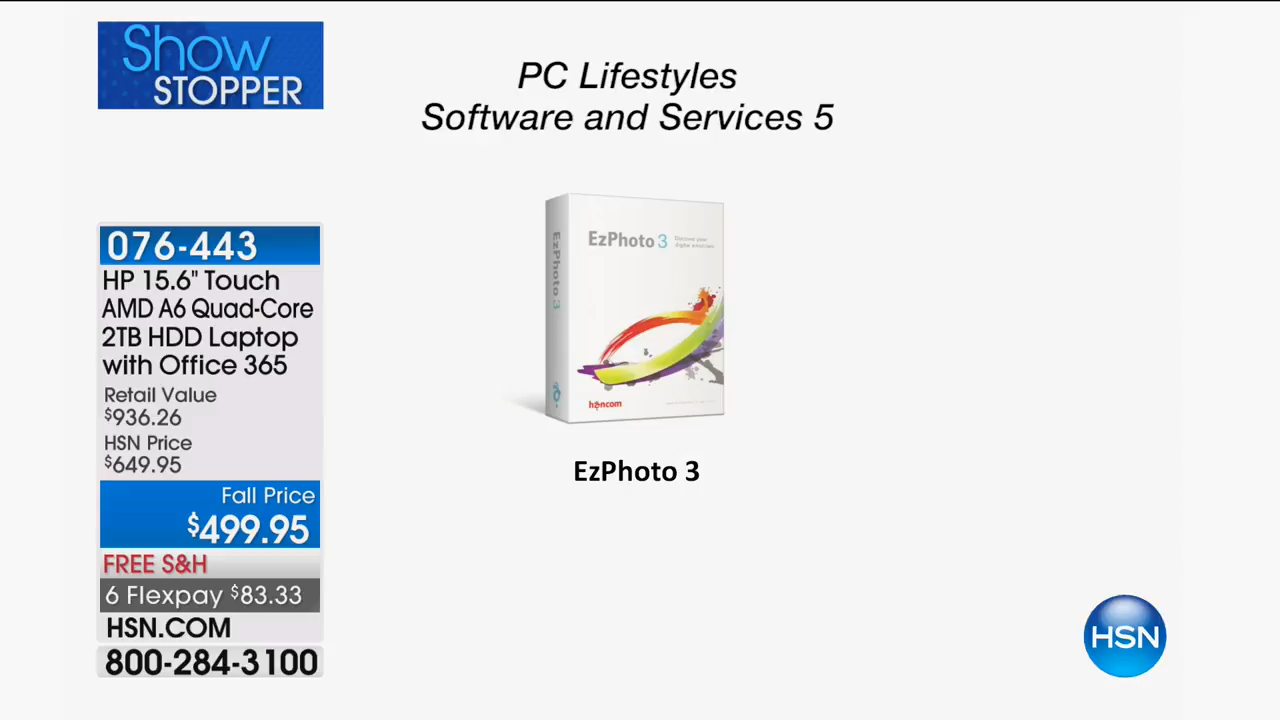 Show
STOPPER
PC Lifestyles
Software and Services 5
076-443
HP 15.6" Touch
AMD A6 Quad-Core
2TB HDD Laptop
with Office 365
Retail Value
$936.26
HSN Price
$649.95
Fall Price
$499.95
FREE S&H
6 Flexpay $83.33
HSN.COM
800-284-3100
EzPhoto 3
EzPhoto 3
Discover your
hancom
EzPhoto 3
HSN